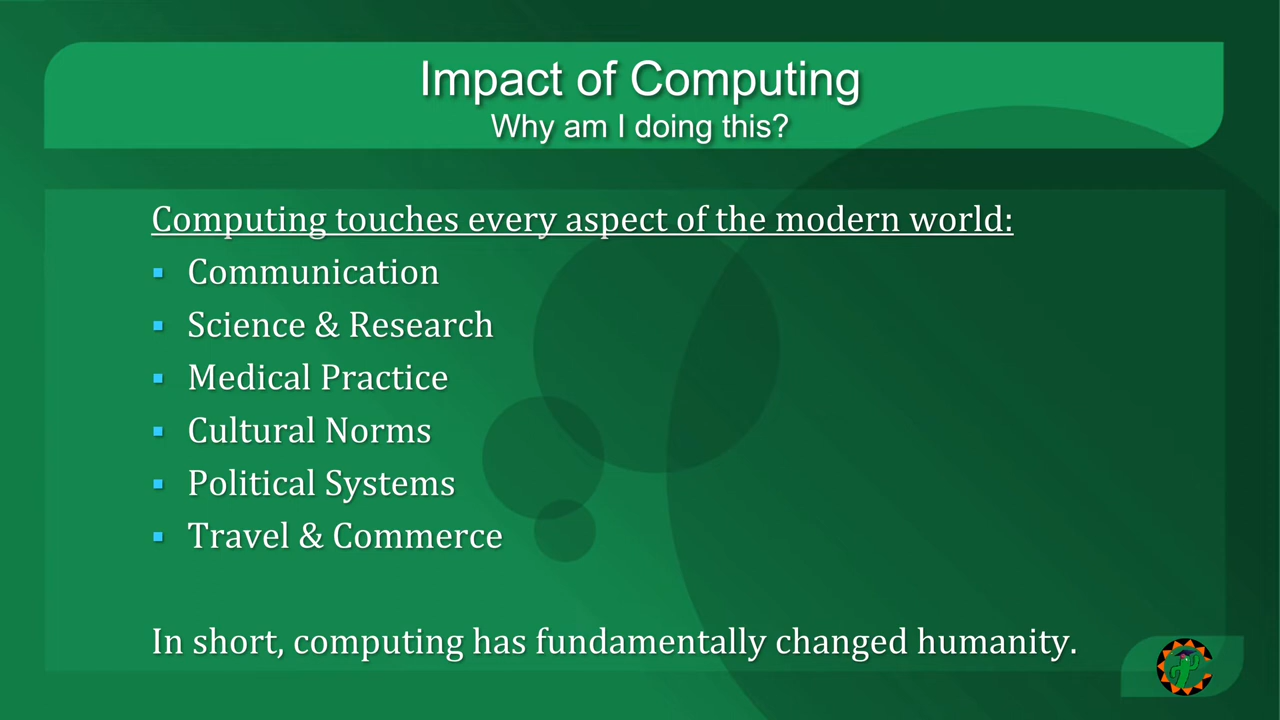 Impact of Computing
Why am I doing this?
Computing touches every aspect of the modern world:
Communication
Science & Research
Medical Practice
Cultural Norms
Political Systems
Travel & Commerce
In short, computing has fundamentally changed humanity.